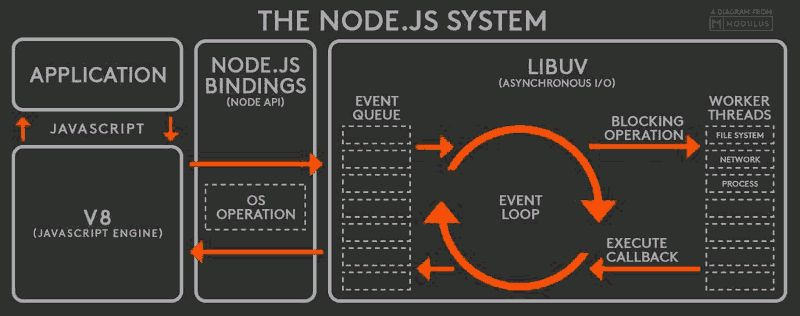 THE NODE.JS SYSTEM
A DIAGRAM FROM
MODULUS
APPLICATION
JAVASCRIPT
V8
(JAVASCRIPT ENGINE)
NODE.JS
BINDINGS
(NODE API)
OS
OPERATION
LIBUV
(ASYNCHRONOUS I/O)
EVENT
QUEUE
EVENT
LOOP
BLOCKING
OPERATION
EXECUTE
CALLBACK
WORKER
THREADS
FILE SYSTEM
NETWORK
PROCESS